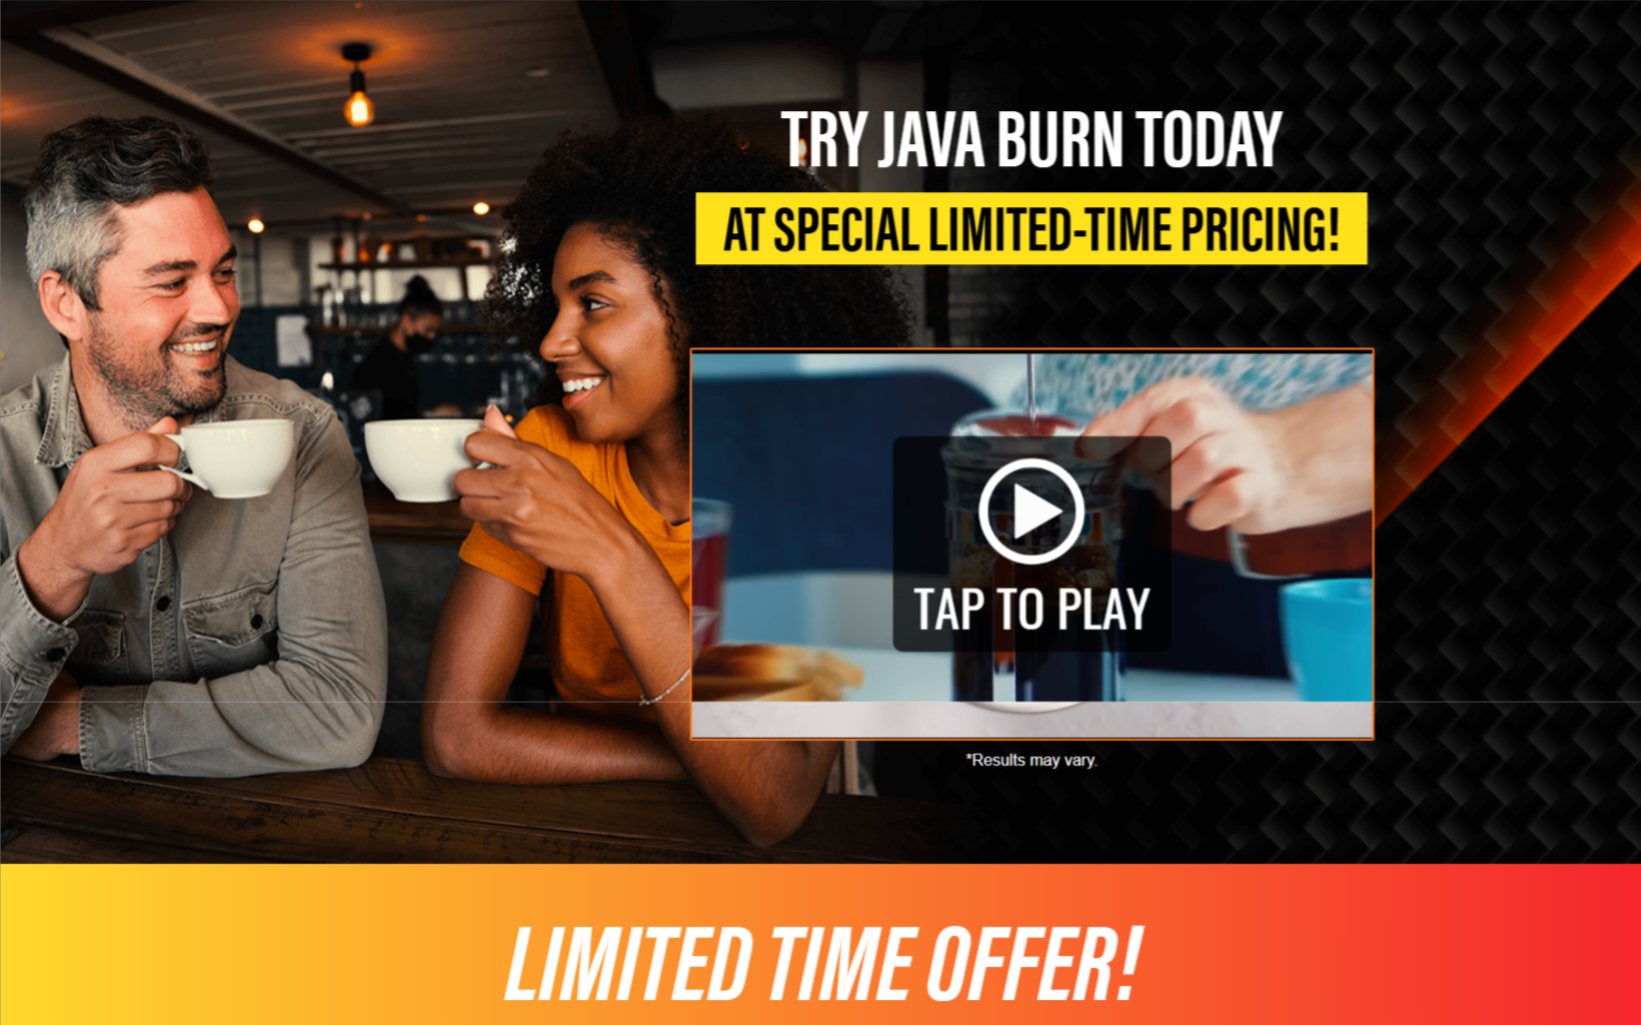 TRY JAVA BURN TODAY
AT SPECIAL LIMITED-TIME PRICING!
TAP TO PLAY
*Results may vary.
LIMITED TIME OFFER!